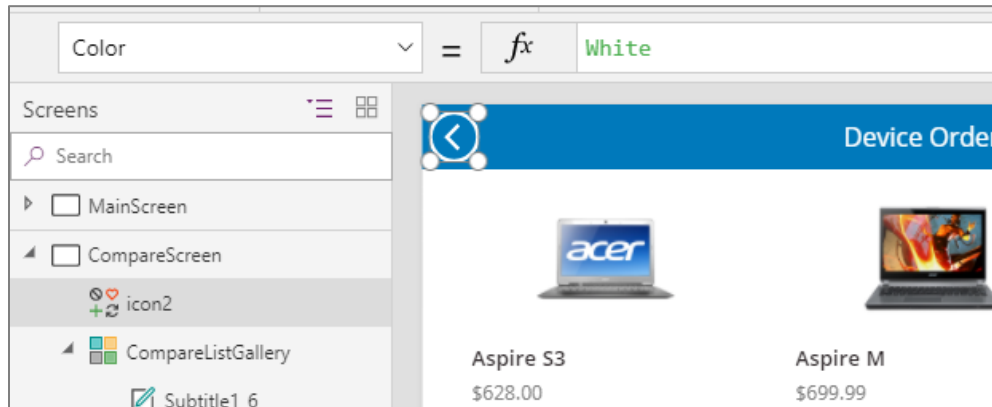 Color = fx White
Screens
Search
MainScreen
CompareScreen
icon2
CompareListGallery
Subtitle1_6
Device Order
acer
Aspire S3 Aspire M
$628.00 $699.99